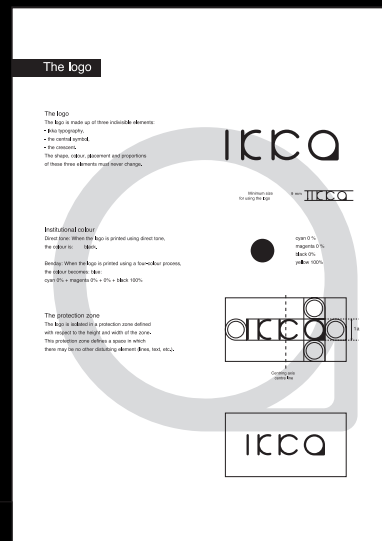 The logo
The logo
The logo is made up of three indivisible elements:
- Ikks typography,
- the central symbol,
- the crescent.
The shape, colour, placement and proportions
of these three elements must never change.
IKKa
Minimum size
for using the logo
8 mm
IKKa
Institutional colour
Direct tone: When the logo is printed using direct tone,
the colour is: black,
Benday: When the logo is printed using a four-colour process,
the colour becomes blue:
cyan 0% + magenta 0% + 0% + black 100%
cyan 0 %
magenta 0 %
black 0%
yellow 100%
The protection zone
The logo is isolated in a protection zone defined
with respect to the height and width of the zone.
This protection zone defines a space in which
there may be no other disturbing element (lines, text, etc.).
IKKa
Centring axis
centre line
IKKa